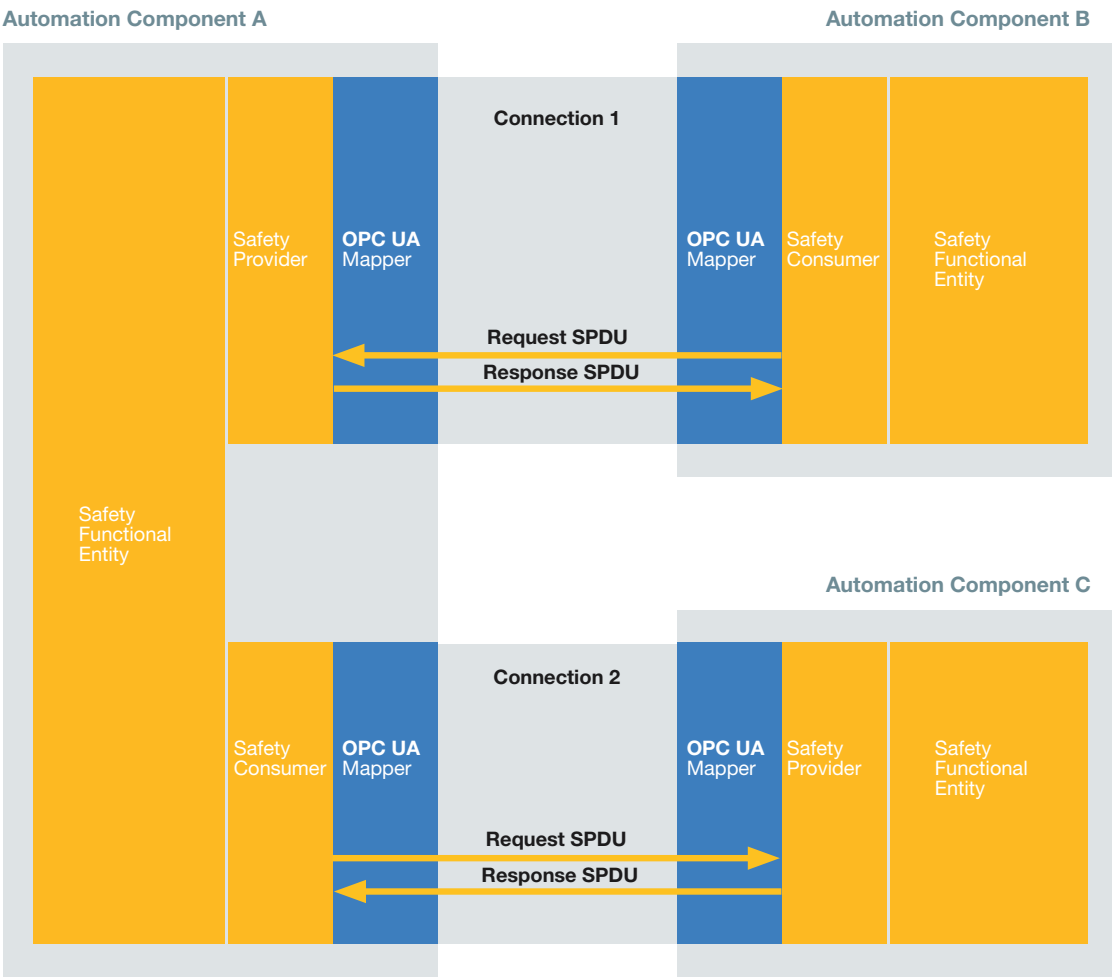 Automation Component A
Automation Component B
Connection 1
Safety
Provider
OPC UA
Mapper
OPC UA
Mapper
Safety
Consumer
Safety
Functional
Entity
Request SPDU
Response SPDU
Safety
Functional
Entity
Automation Component C
Connection 2
Safety
Consumer
OPC UA
Mapper
OPC UA
Mapper
Safety
Provider
Safety
Functional
Entity
Request SPDU
Response SPDU